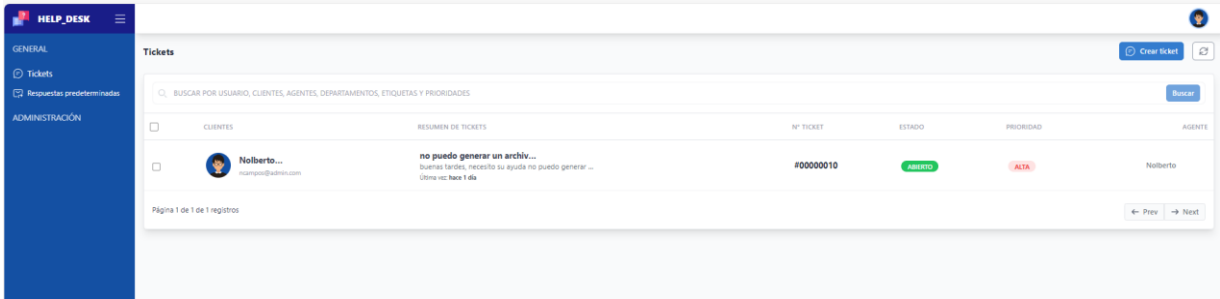 HELP_DESK
GENERAL
Tickets
Respuestas predeterminadas
ADMINISTRACIÓN
Tickets
Crear ticket
BUSCAR POR USUARIO, CLIENTES, AGENTES, DEPARTAMENTOS, ETIQUETAS Y PRIORIDADES
Buscar
CLIENTES RESUMEN DE TICKETS N° TICKET ESTADO PRIORIDAD AGENTE
Nolberto... no puedo generar un archiv... #00000010 ABIERTO ALTA Nolberto
ncampos@admin.com buenas tardes, necesito su ayuda no puedo generar ...
Última vez: hace 1 día
Página 1 de 1 de 1 registros
← Prev → Next